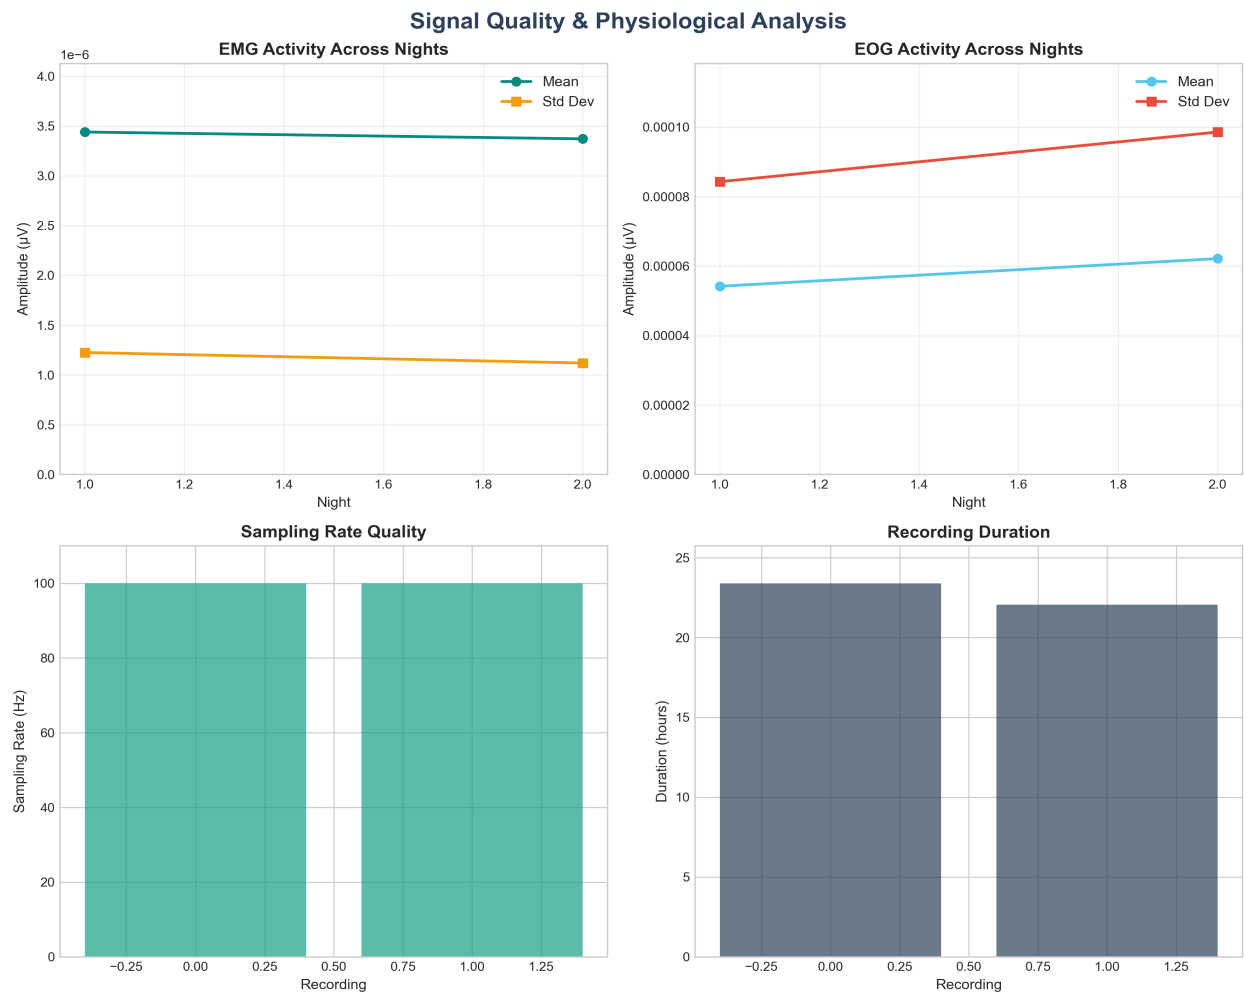 Signal Quality & Physiological Analysis
EMG Activity Across Nights
1e−6
4.0
3.5
3.0
2.5
2.0
1.5
1.0
0.5
0.0
Amplitude (μV)
Mean
Std Dev
1.0 1.2 1.4 1.6 1.8 2.0
Night
EOG Activity Across Nights
0.00010
0.00008
0.00006
0.00004
0.00002
0.00000
Amplitude (μV)
Mean
Std Dev
1.0 1.2 1.4 1.6 1.8 2.0
Night
Sampling Rate Quality
100
80
60
40
20
0
Sampling Rate (Hz)
−0.25 0.00 0.25 0.50 0.75 1.00 1.25
Recording
Recording Duration
25
20
15
10
5
0
Duration (hours)
−0.25 0.00 0.25 0.50 0.75 1.00 1.25
Recording